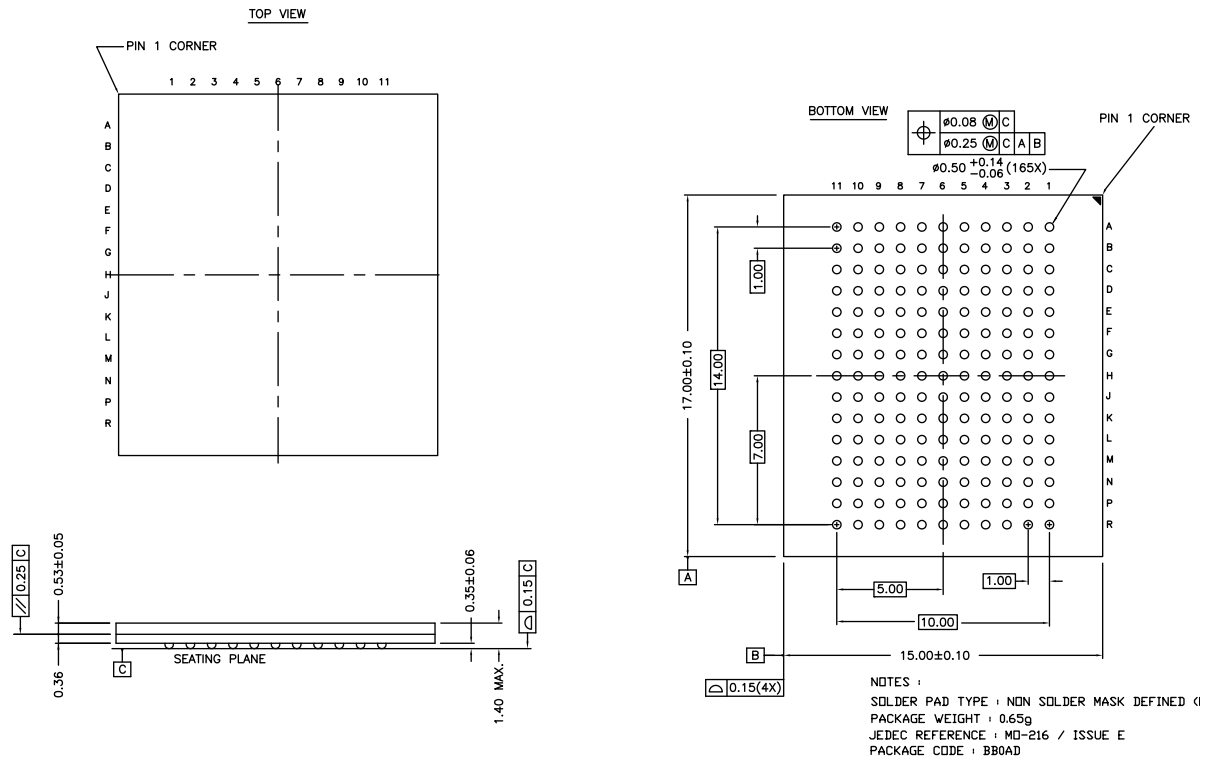 TOP VIEW
PIN 1 CORNER
1 2 3 4 5 6 7 8 9 10 11
A
B
C
D
E
F
G
H
J
K
L
M
N
P
R
BOTTOM VIEW
⌀0.08 Ⓜ C
⌀0.25 Ⓜ C A B
PIN 1 CORNER
⌀0.50 +0.14 -0.06 (165X)
11 10 9 8 7 6 5 4 3 2 1
A
B
C
D
E
F
G
H
J
K
L
M
N
P
R
1.00
17.00±0.10
14.00
7.00
A
5.00
1.00
10.00
B
15.00±0.10
0.15(4X)
// 0.25 C
0.53±0.05
0.36
C
SEATING PLANE
0.35±0.06
1.40 MAX.
0.15 C
NOTES :
SOLDER PAD TYPE : NON SOLDER MASK DEFINED (
PACKAGE WEIGHT : 0.65g
JEDEC REFERENCE : MO-216 / ISSUE E
PACKAGE CODE : BB0AD